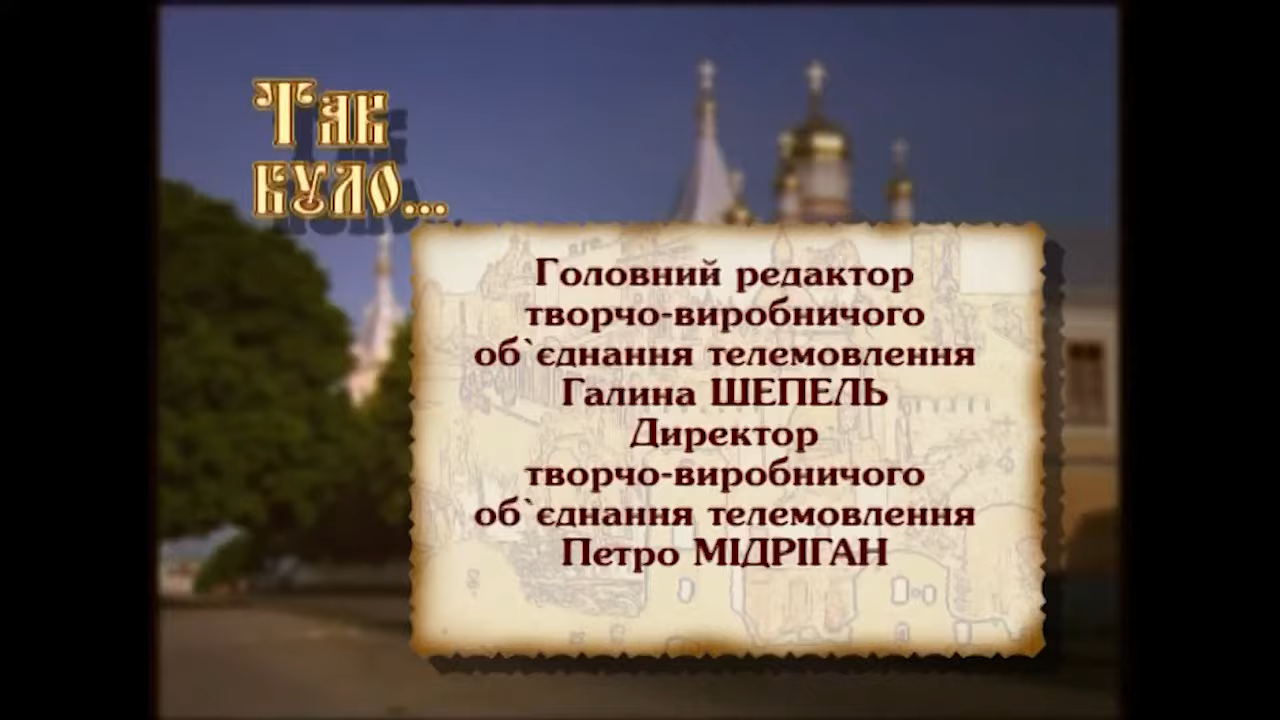 Так
було...
Головний редактор
творчо-виробничого
об`єднання телемовлення
Галина ШЕПЕЛЬ
Директор
творчо-виробничого
об`єднання телемовлення
Петро МІДРІГАН